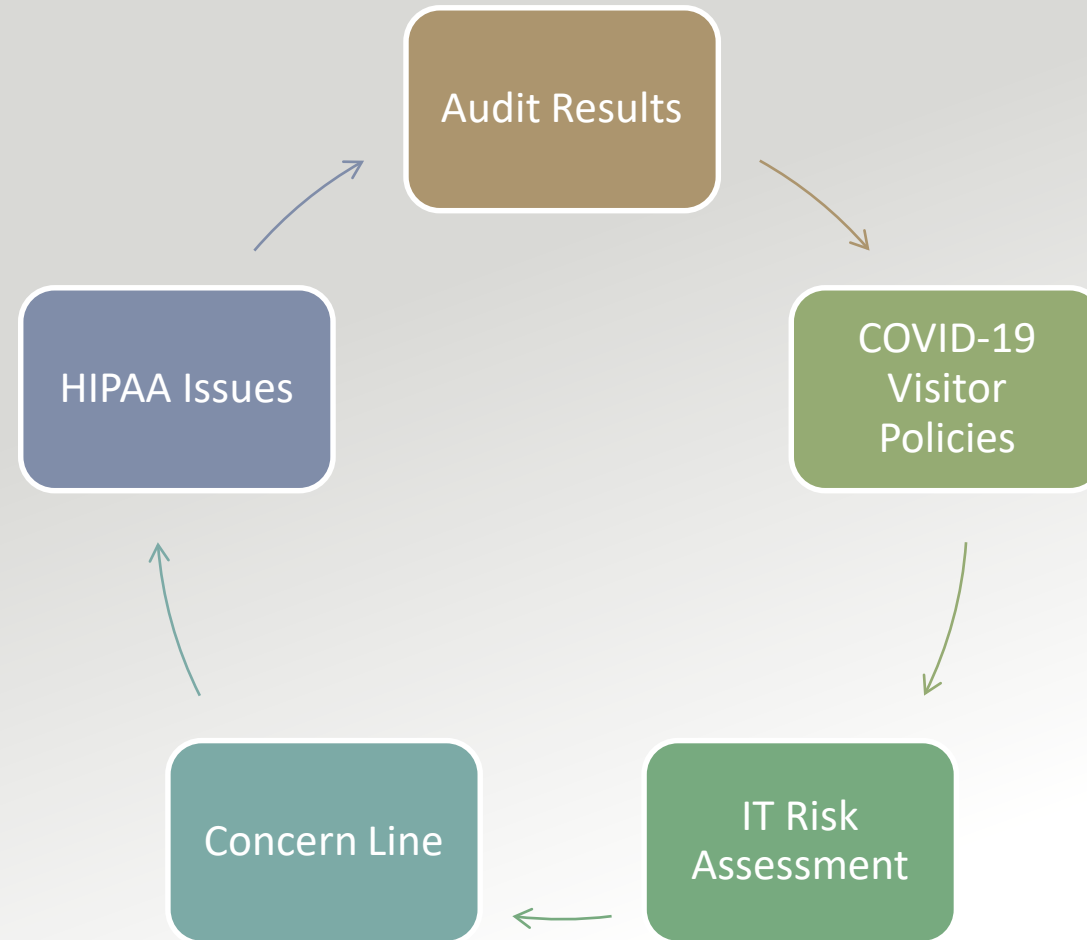 Audit Results
COVID-19
Visitor
Policies
IT Risk
Assessment
Concern Line
HIPAA Issues